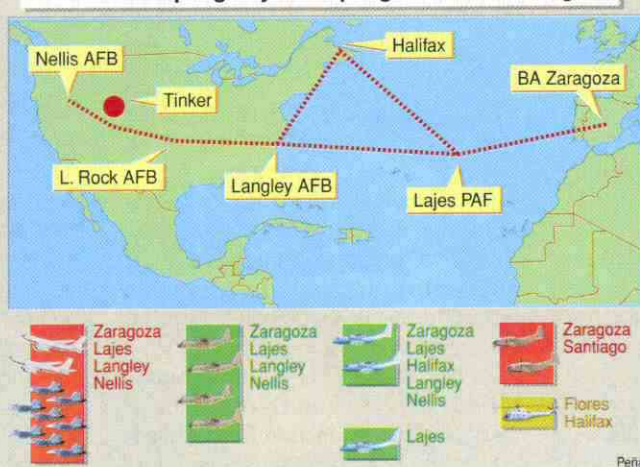 Nellis AFB
Halifax
BA Zaragoza
Tinker
L. Rock AFB
Langley AFB
Lajes PAF
Zaragoza
Lajes
Langley
Nellis
Zaragoza
Lajes
Langley
Nellis
Zaragoza
Lajes
Halifax
Langley
Nellis
Lajes
Zaragoza
Santiago
Flores
Halifax